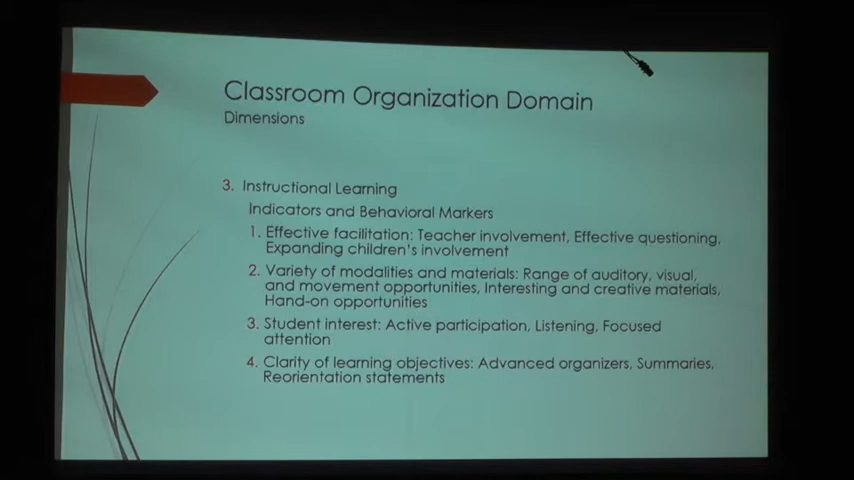 Classroom Organization Domain
Dimensions
3. Instructional Learning
Indicators and Behavioral Markers
1. Effective facilitation: Teacher involvement, Effective questioning,
Expanding children's involvement
2. Variety of modalities and materials: Range of auditory, visual,
and movement opportunities, Interesting and creative materials,
Hand-on opportunities
3. Student interest: Active participation, Listening, Focused
attention
4. Clarity of learning objectives: Advanced organizers, Summaries,
Reorientation statements